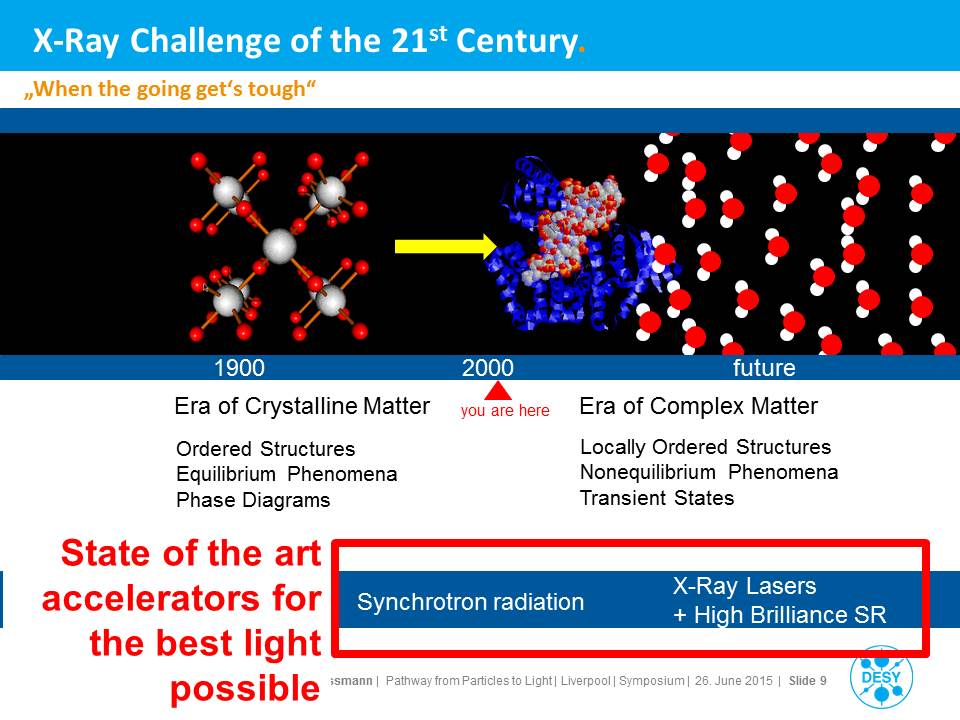 X-Ray Challenge of the 21st Century.
„When the going get‘s tough“
1900 2000 future
Era of Crystalline Matter
you are here
Era of Complex Matter
Ordered Structures
Equilibrium Phenomena
Phase Diagrams
Locally Ordered Structures
Nonequilibrium Phenomena
Transient States
State of the art
accelerators for
the best light
possible
Synchrotron radiation
X-Ray Lasers
+ High Brilliance SR
ssmann | Pathway from Particles to Light | Liverpool | Symposium | 26. June 2015 | Slide 9
DESY